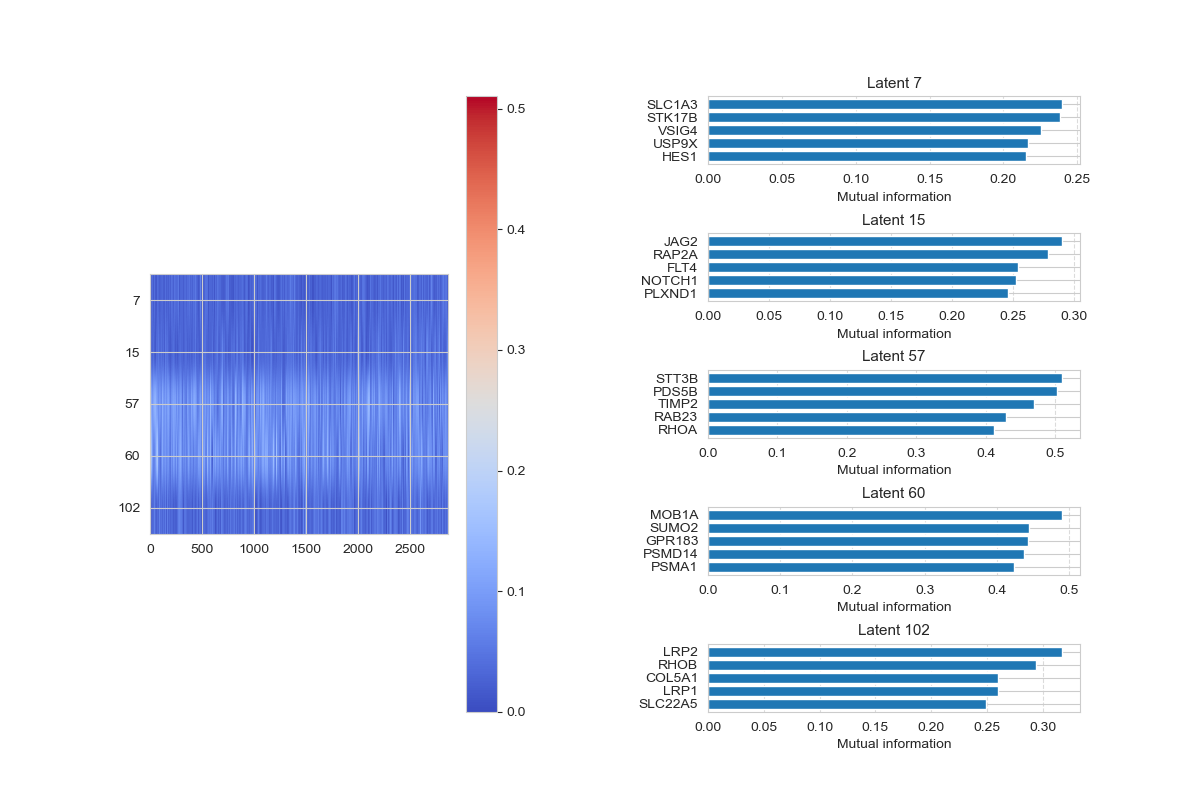 7
15
57
60
102
0 500 1000 1500 2000 2500
0.5
0.4
0.3
0.2
0.1
0.0
Latent 7
SLC1A3
STK17B
VSIG4
USP9X
HES1
0.00 0.05 0.10 0.15 0.20 0.25
Mutual information
Latent 15
JAG2
RAP2A
FLT4
NOTCH1
PLXND1
0.00 0.05 0.10 0.15 0.20 0.25 0.30
Mutual information
Latent 57
STT3B
PDS5B
TIMP2
RAB23
RHOA
0.0 0.1 0.2 0.3 0.4 0.5
Mutual information
Latent 60
MOB1A
SUMO2
GPR183
PSMD14
PSMA1
0.0 0.1 0.2 0.3 0.4 0.5
Mutual information
Latent 102
LRP2
RHOB
COL5A1
LRP1
SLC22A5
0.00 0.05 0.10 0.15 0.20 0.25 0.30
Mutual information